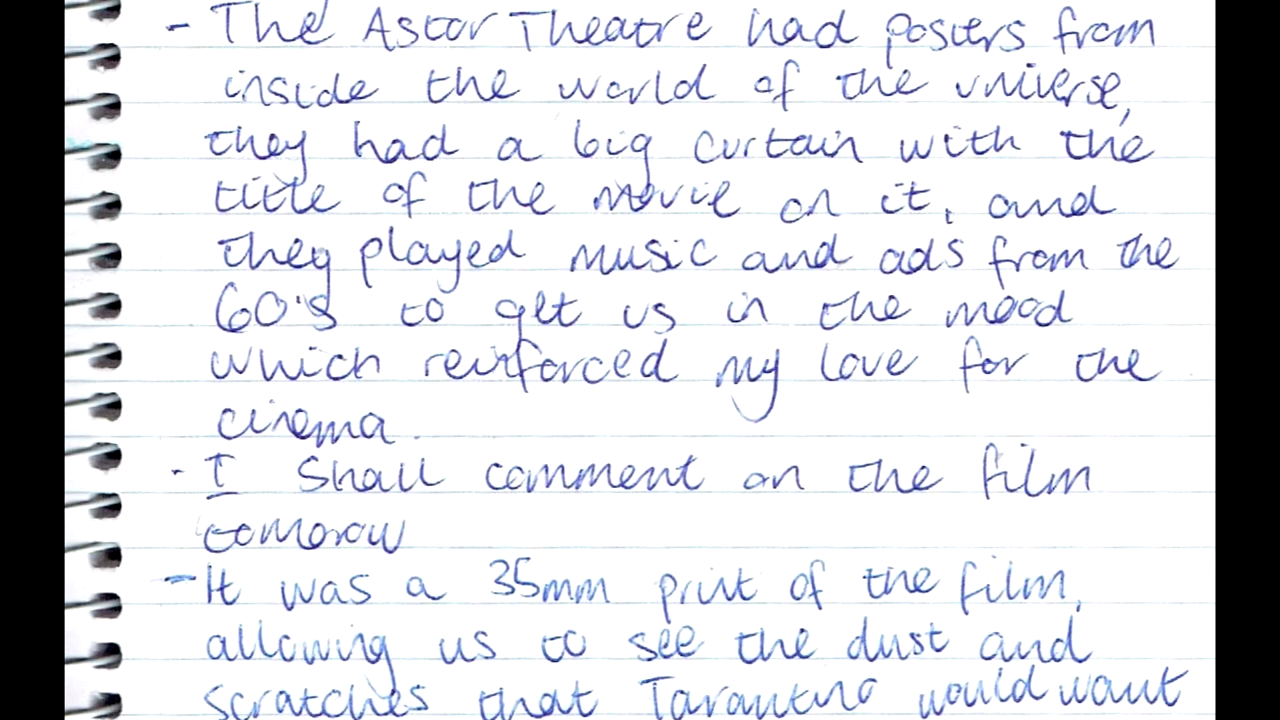 - The Astor Theatre had posters from
inside the world of the universe,
they had a big curtain with the
title of the movie on it, and
they played music and ads from the
60's to get us in the mood
which reinforced my love for the
cinema.
- I shall comment on the film
tomorow
- It was a 35mm print of the film,
allowing us to see the dust and
scratches that Tarantino would want